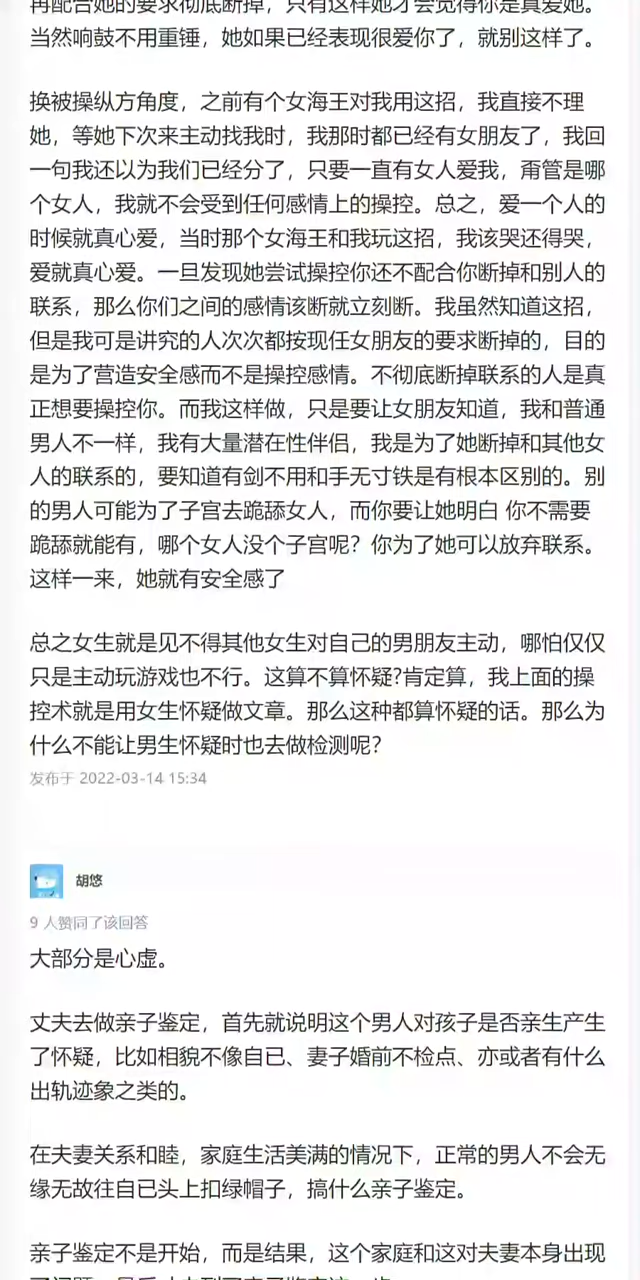 再配合她的要求彻底断掉，只有这样她才会觉得你是真爱她。
当然响鼓不用重锤，她如果已经表现很爱你了，就别这样了。
换被操纵方角度，之前有个女海王对我用这招，我直接不理
她，等她下次来主动找我时，我那时都已经有女朋友了，我回
一句我还以为我们已经分了，只要一直有女人爱我，甭管是哪
个女人，我就不会受到任何感情上的操控。总之，爱一个人的
时候就真心爱，当时那个女海王和我玩这招，我该哭还得哭，
爱就真心爱。一旦发现她尝试操控你还不配合你断掉和别人的
联系，那么你们之间的感情该断就立刻断。我虽然知道这招，
但是我可是讲究的人次次都按现任女朋友的要求断掉的，目的
是为了营造安全感而不是操控感情。不彻底断掉联系的人是真
正想要操控你。而我这样做，只是要让女朋友知道，我和普通
男人不一样，我有大量潜在性伴侣，我是为了她断掉和其他女
人的联系的，要知道有剑不用和手无寸铁是有根本区别的。别
的男人可能为了子宫去跪舔女人，而你要让她明白 你不需要
跪舔就能有，哪个女人没个子宫呢？你为了她可以放弃联系。
这样一来，她就有安全感了
总之女生就是见不得其他女生对自己的男朋友主动，哪怕仅仅
只是主动玩游戏也不行。这算不算怀疑?肯定算，我上面的操
控术就是用女生怀疑做文章。那么这种都算怀疑的话。那么为
什么不能让男生怀疑时也去做检测呢？
发布于 2022-03-14 15:34
胡悠
9 人赞同了该回答
大部分是心虚。
丈夫去做亲子鉴定，首先就说明这个男人对孩子是否亲生产生
了怀疑，比如相貌不像自己、妻子婚前不检点、亦或者有什么
出轨迹象之类的。
在夫妻关系和睦，家庭生活美满的情况下，正常的男人不会无
缘无故往自己头上扣绿帽子，搞什么亲子鉴定。
亲子鉴定不是开始，而是结果，这个家庭和这对夫妻本身出现